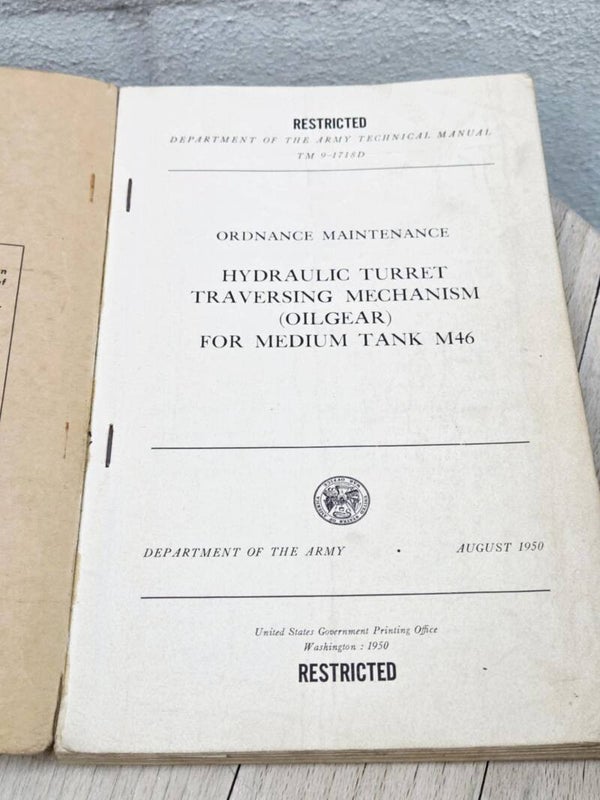 RESTRICTED
DEPARTMENT OF THE ARMY TECHNICAL MANUAL
TM 9-1718D
ORDNANCE MAINTENANCE
HYDRAULIC TURRET
TRAVERSING MECHANISM
(OILGEAR)
FOR MEDIUM TANK M46
DEPARTMENT OF THE ARMY • AUGUST 1950
United States Government Printing Office
Washington : 1950
RESTRICTED